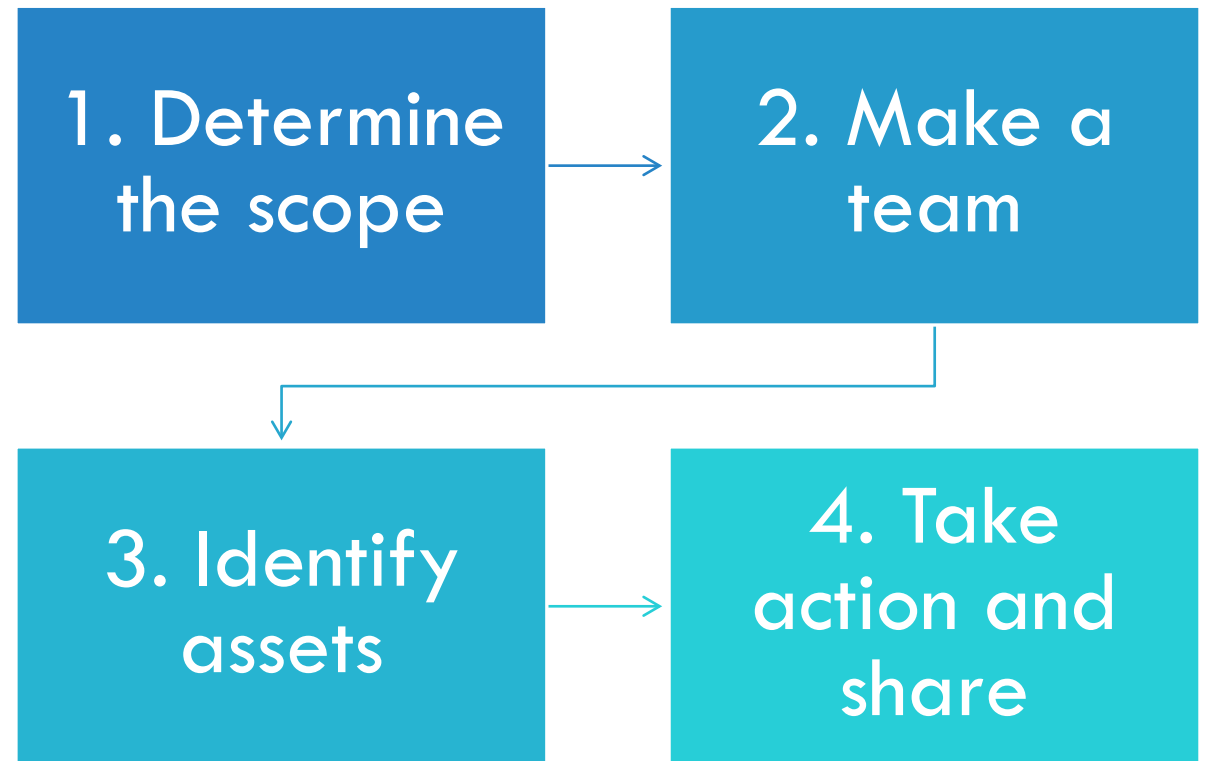 1. Determine
the scope
2. Make a
team
3. Identify
assets
4. Take
action and
share